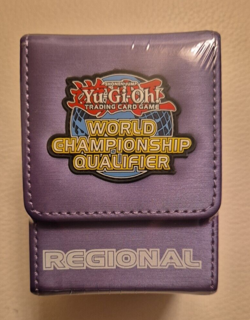 Yu-Gi-Oh!
TRADING CARD GAME
WORLD
CHAMPIONSHIP
QUALIFIER
REGIONAL